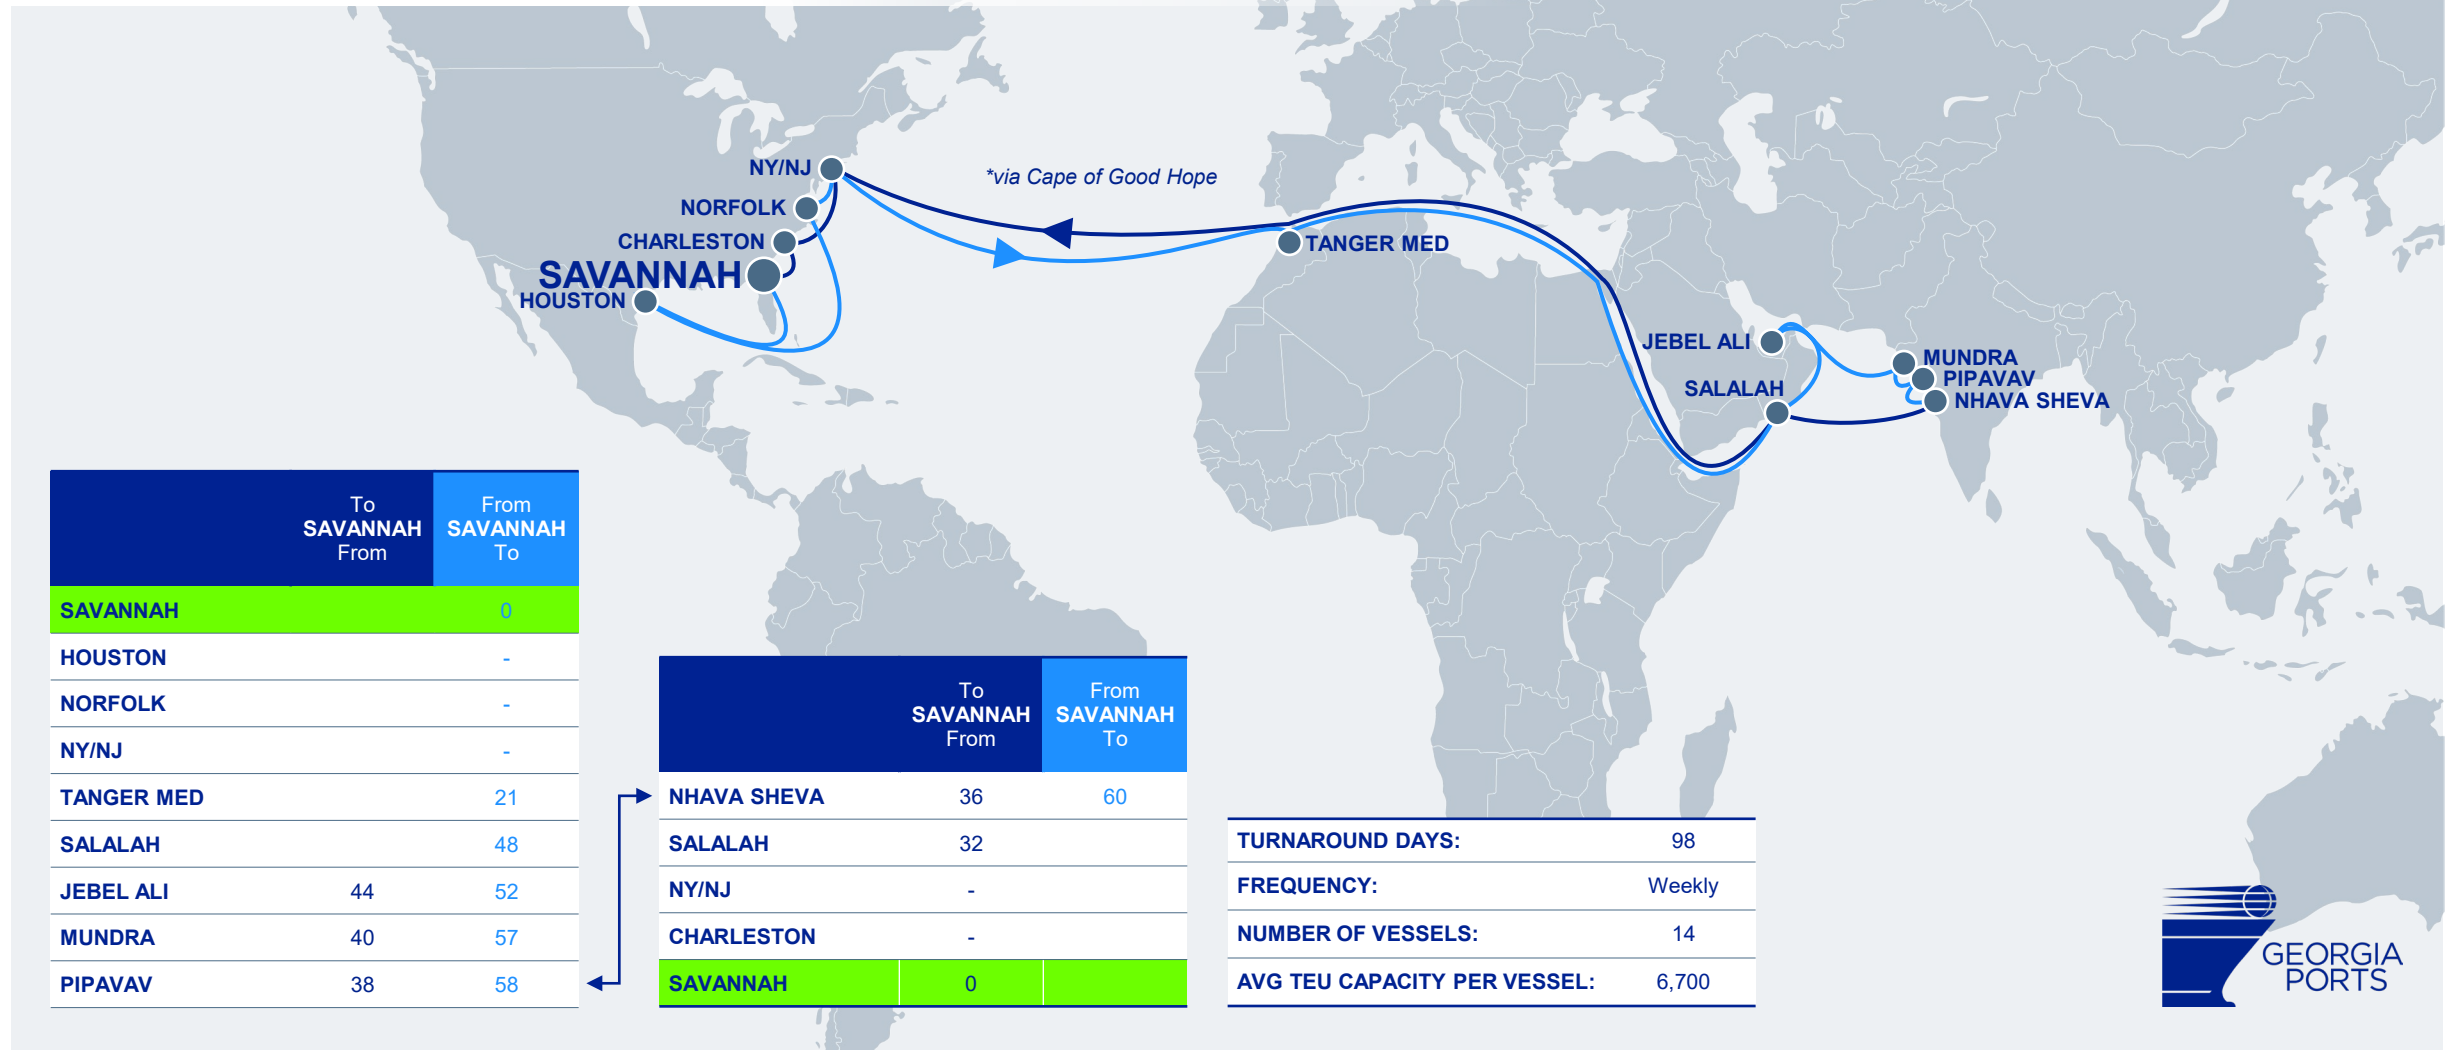 *via Cape of Good Hope
NY/NJ
NORFOLK
CHARLESTON
SAVANNAH
HOUSTON
TANGER MED
JEBEL ALI
SALALAH
MUNDRA
PIPAVAV
NHAVA SHEVA
To
SAVANNAH
From
From
SAVANNAH
To
SAVANNAH 0
HOUSTON -
NORFOLK -
NY/NJ -
TANGER MED 21
SALALAH 48
JEBEL ALI 44 52
MUNDRA 40 57
PIPAVAV 38 58
To
SAVANNAH
From
From
SAVANNAH
To
NHAVA SHEVA 36 60
SALALAH 32
NY/NJ -
CHARLESTON -
SAVANNAH 0
TURNAROUND DAYS: 98
FREQUENCY: Weekly
NUMBER OF VESSELS: 14
AVG TEU CAPACITY PER VESSEL: 6,700
GEORGIA
PORTS